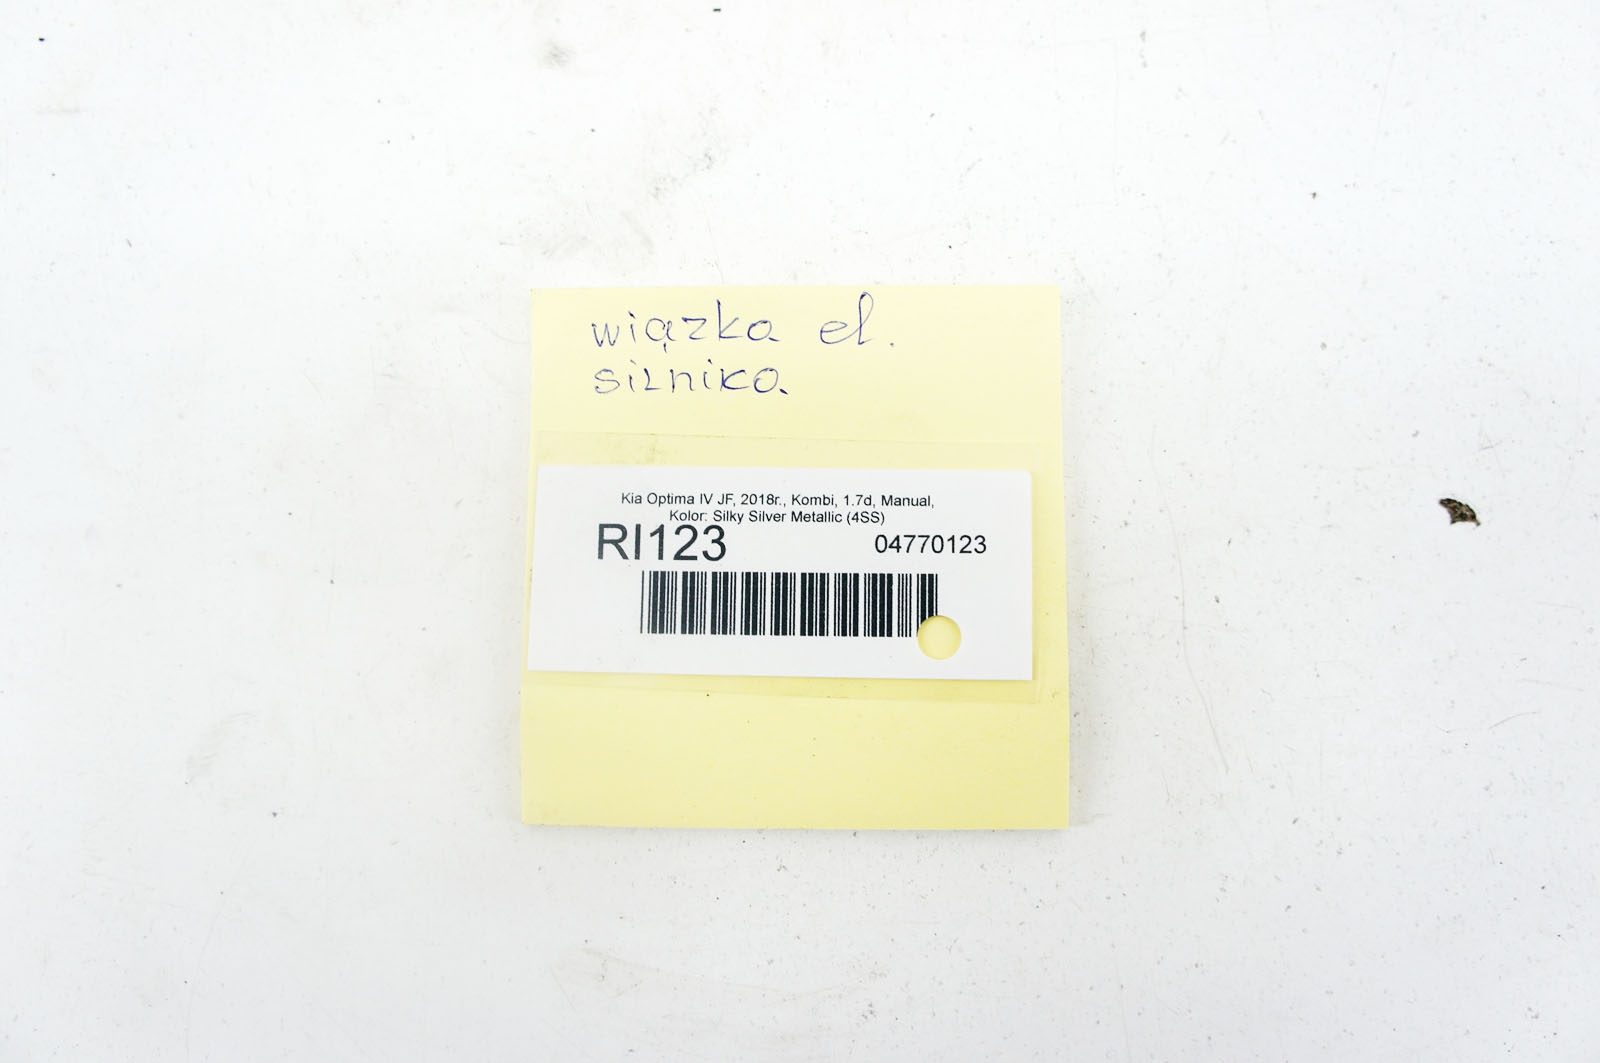 wiązka el.
silnika
Kia Optima IV JF, 2018r., Kombi, 1.7d, Manual,
Kolor: Silky Silver Metallic (4SS)
RI123 04770123